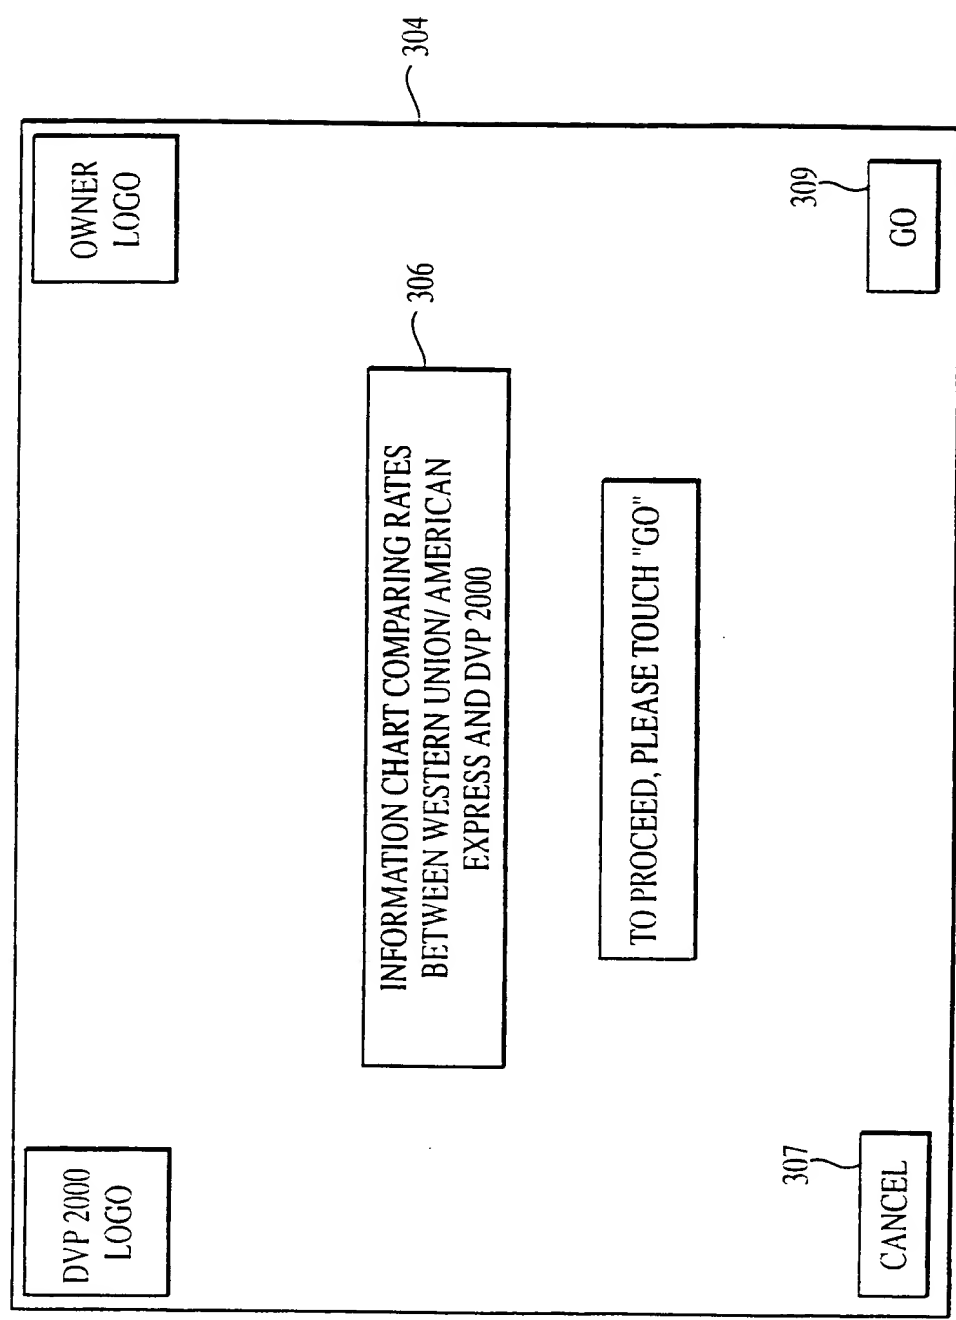 304
DVP 2000
LOGO
OWNER
LOGO
306
INFORMATION CHART COMPARING RATES
BETWEEN WESTERN UNION/ AMERICAN
EXPRESS AND DVP 2000
TO PROCEED, PLEASE TOUCH "GO"
307
CANCEL
309
GO